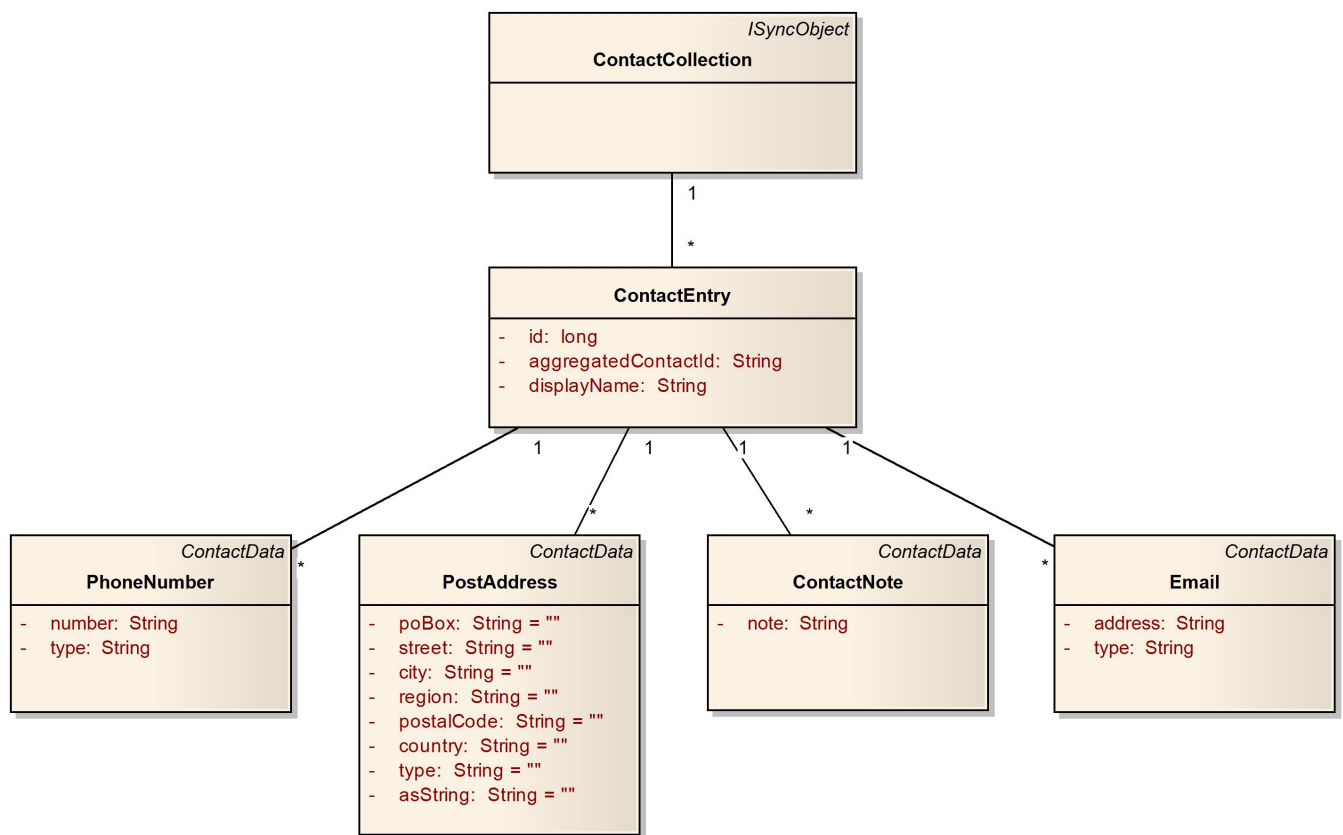 ISyncObject
ContactCollection
1
*
ContactEntry
- id: long
- aggregatedContactId: String
- displayName: String
1
1
1
1
*
*
*
*
ContactData
PhoneNumber
- number: String
- type: String
ContactData
PostAddress
- poBox: String = ""
- street: String = ""
- city: String = ""
- region: String = ""
- postalCode: String = ""
- country: String = ""
- type: String = ""
- asString: String = ""
ContactData
ContactNote
- note: String
ContactData
Email
- address: String
- type: String